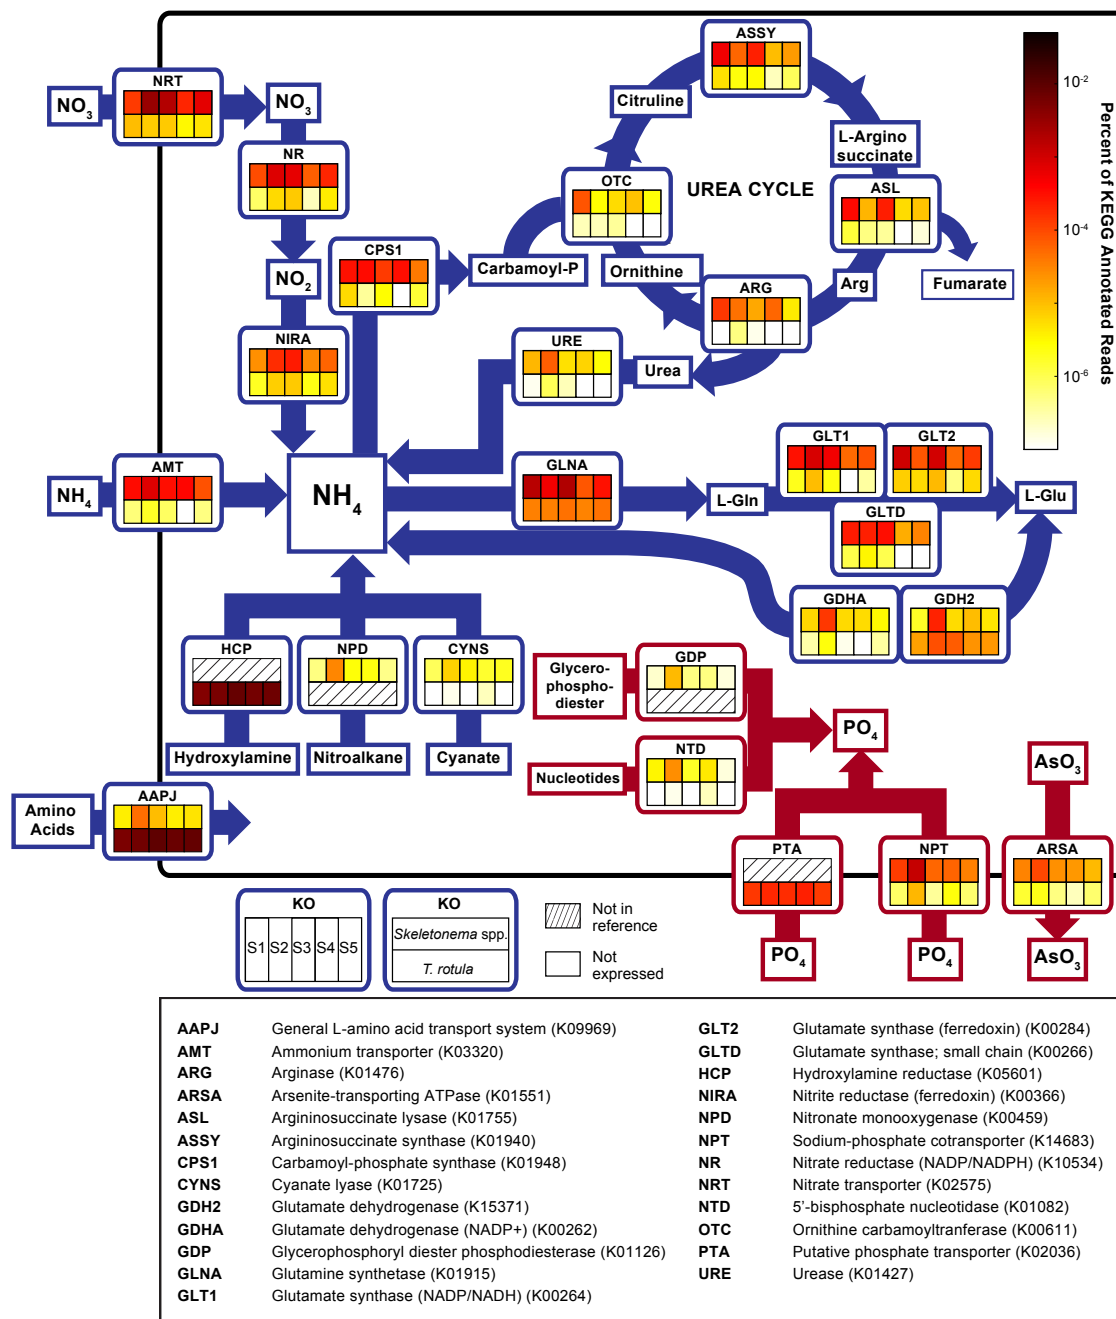 NO3
NRT
NO3
NR
NO2
NIRA
CPS1
Carbamoyl-P
OTC
Citruline
ASSY
UREA CYCLE
L-Argino
succinate
ASL
Fumarate
Arg
Ornithine
ARG
Urea
URE
10-2
10-4
10-6
Percent of KEGG Annotated Reads
NH4
AMT
NH4
GLNA
L-Gln
GLT1
GLT2
GLTD
L-Glu
GDHA
GDH2
HCP
NPD
CYNS
Hydroxylamine
Nitroalkane
Cyanate
Glycero-
phospho-
diester
GDP
Nucleotides
NTD
PO4
AsO3
Amino
Acids
AAPJ
PTA
NPT
ARSA
PO4
PO4
AsO3
KO
S1 S2 S3 S4 S5
KO
Skeletonema spp.
T. rotula
Not in
reference
Not
expressed
AAPJ General L-amino acid transport system (K09969)
AMT Ammonium transporter (K03320)
ARG Arginase (K01476)
ARSA Arsenite-transporting ATPase (K01551)
ASL Argininosuccinate lysase (K01755)
ASSY Argininosuccinate synthase (K01940)
CPS1 Carbamoyl-phosphate synthase (K01948)
CYNS Cyanate lyase (K01725)
GDH2 Glutamate dehydrogenase (K15371)
GDHA Glutamate dehydrogenase (NADP+) (K00262)
GDP Glycerophosphoryl diester phosphodiesterase (K01126)
GLNA Glutamine synthetase (K01915)
GLT1 Glutamate synthase (NADP/NADH) (K00264)
GLT2 Glutamate synthase (ferredoxin) (K00284)
GLTD Glutamate synthase; small chain (K00266)
HCP Hydroxylamine reductase (K05601)
NIRA Nitrite reductase (ferredoxin) (K00366)
NPD Nitronate monooxygenase (K00459)
NPT Sodium-phosphate cotransporter (K14683)
NR Nitrate reductase (NADP/NADPH) (K10534)
NRT Nitrate transporter (K02575)
NTD 5'-bisphosphate nucleotidase (K01082)
OTC Ornithine carbamoyltranferase (K00611)
PTA Putative phosphate transporter (K02036)
URE Urease (K01427)